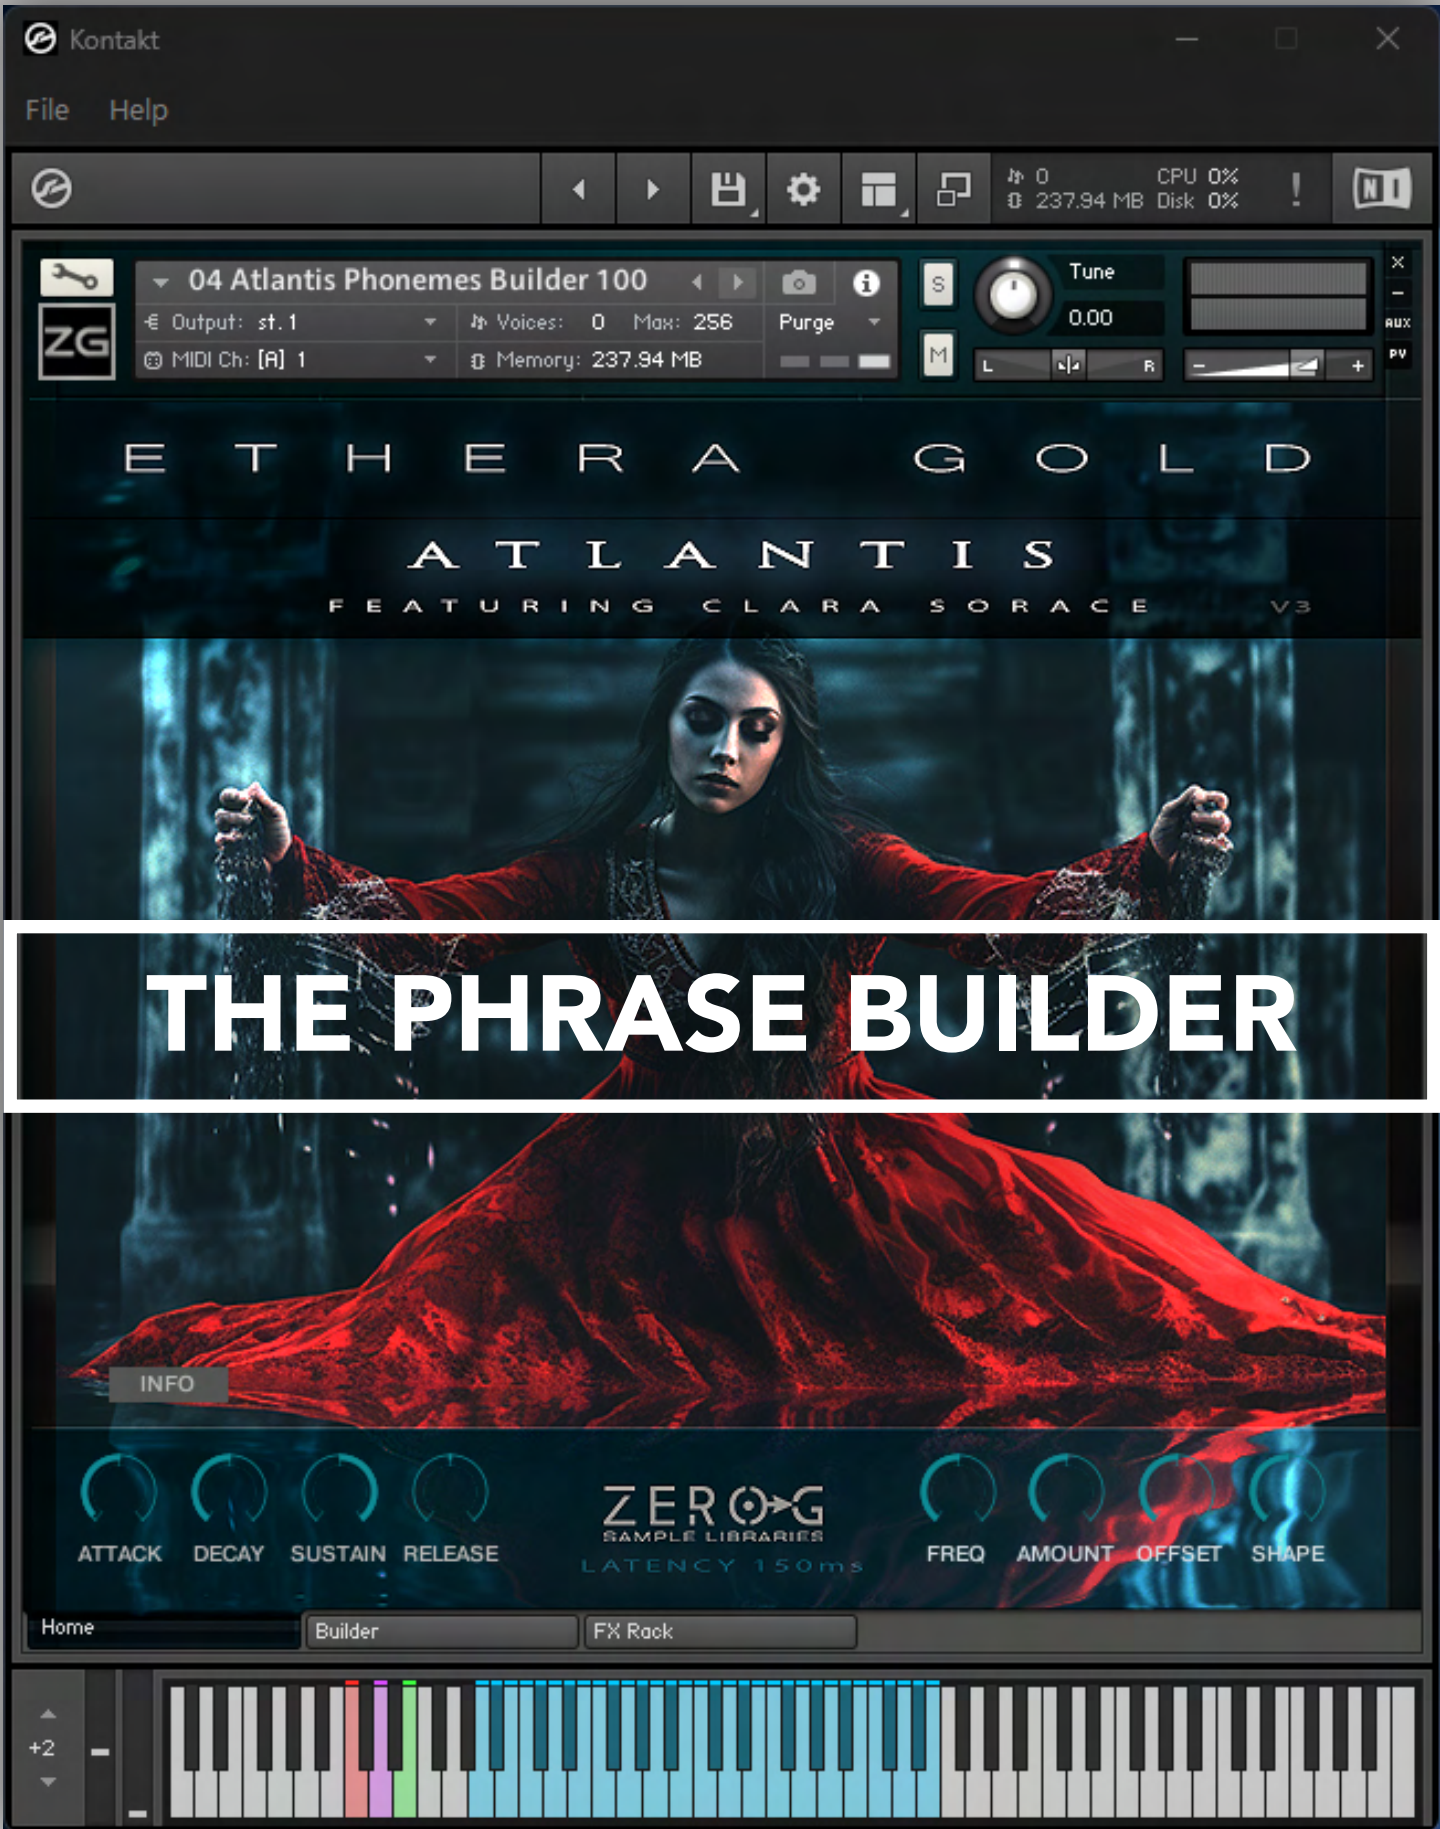 Kontakt
File Help
0 CPU 0%
237.94 MB Disk 0%
! NI
04 Atlantis Phonemes Builder 100 i S Tune x
ZG Output: st.1 Voices: 0 Max: 256 Purge 0.00 AUX
MIDI Ch: [A] 1 Memory: 237.94 MB M L R - + PV
ETHERA GOLD
ATLANTIS
FEATURING CLARA SORACE V3
THE PHRASE BUILDER
INFO
ZERO-G
SAMPLE LIBRARIES
LATENCY 150ms
ATTACK DECAY SUSTAIN RELEASE FREQ AMOUNT OFFSET SHAPE
Home Builder FX Rack
+2